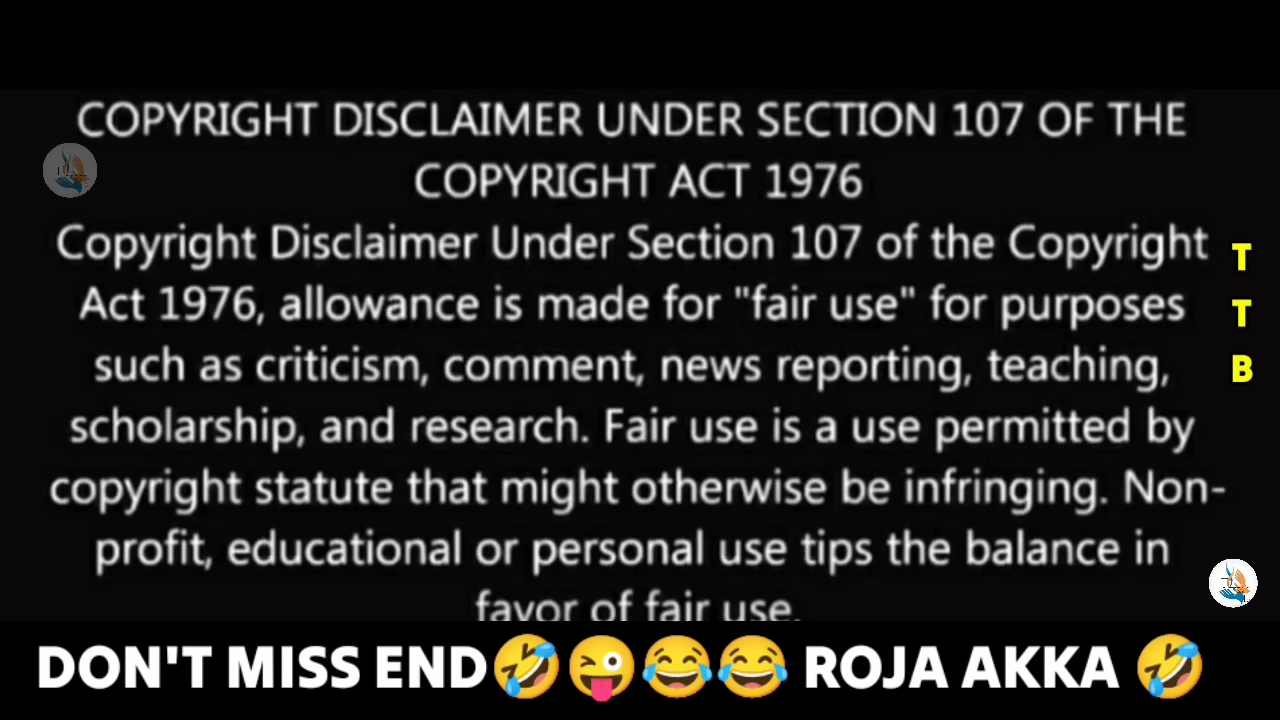 COPYRIGHT DISCLAIMER UNDER SECTION 107 OF THE
COPYRIGHT ACT 1976
Copyright Disclaimer Under Section 107 of the Copyright
Act 1976, allowance is made for "fair use" for purposes
such as criticism, comment, news reporting, teaching,
scholarship, and research. Fair use is a use permitted by
copyright statute that might otherwise be infringing. Non-
profit, educational or personal use tips the balance in
favor of fair use.
T
T
B
DON'T MISS END🤣😜😂😂 ROJA AKKA 🤣